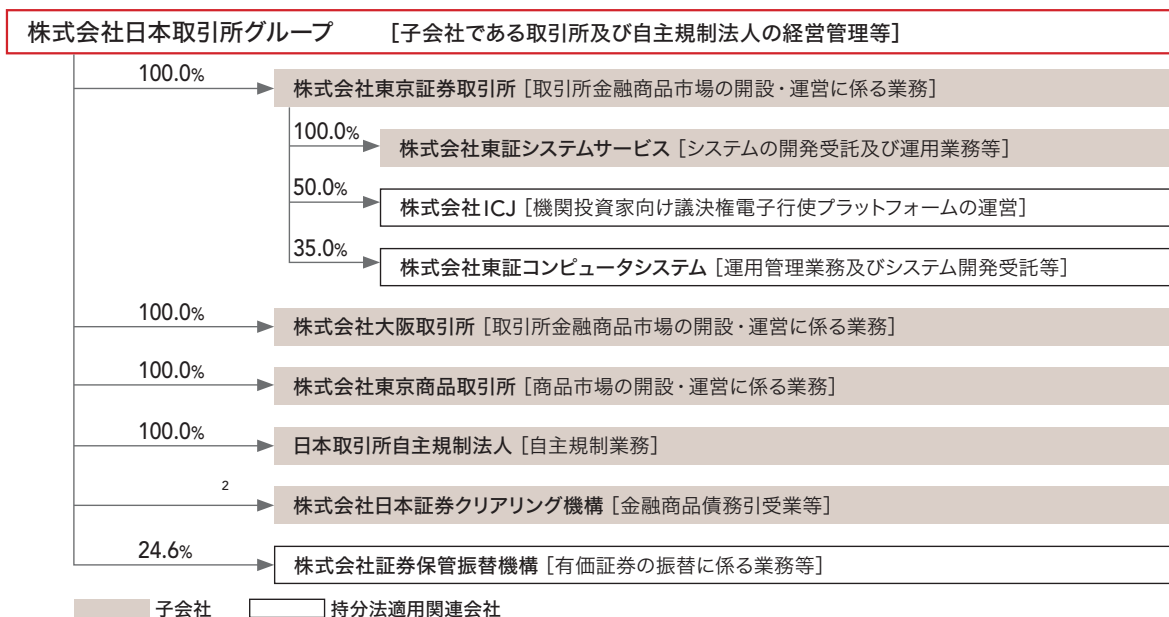 株式会社日本取引所グループ [子会社である取引所及び自主規制法人の経営管理等]
100.0%
株式会社東京証券取引所 [取引所金融商品市場の開設・運営に係る業務]
100.0%
株式会社東証システムサービス [システムの開発受託及び運用業務等]
50.0%
株式会社ICJ [機関投資家向け議決権電子行使プラットフォームの運営]
35.0%
株式会社東証コンピュータシステム [運用管理業務及びシステム開発受託等]
100.0%
株式会社大阪取引所 [取引所金融商品市場の開設・運営に係る業務]
100.0%
株式会社東京商品取引所 [商品市場の開設・運営に係る業務]
100.0%
日本取引所自主規制法人 [自主規制業務]
2
株式会社日本証券クリアリング機構 [金融商品債務引受業等]
24.6%
株式会社証券保管振替機構 [有価証券の振替に係る業務等]
子会社 持分法適用関連会社